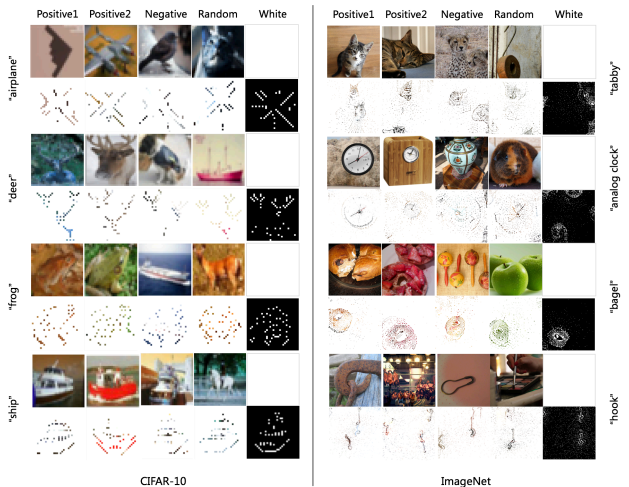 Positive1 Positive2 Negative Random White
"airplane"
"deer"
"frog"
"ship"
CIFAR-10
Positive1 Positive2 Negative Random White
"tabby"
"analog clock"
"bagel"
"hook"
ImageNet